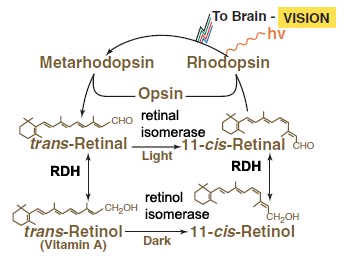 To Brain - VISION
hv
Metarhodopsin Rhodopsin
Opsin
CHO
retinal
isomerase
CHO
trans-Retinal 11-cis-Retinal
Light
RDH RDH
CH₂OH
retinol
isomerase
CH₂OH
trans-Retinol 11-cis-Retinol
(Vitamin A) Dark